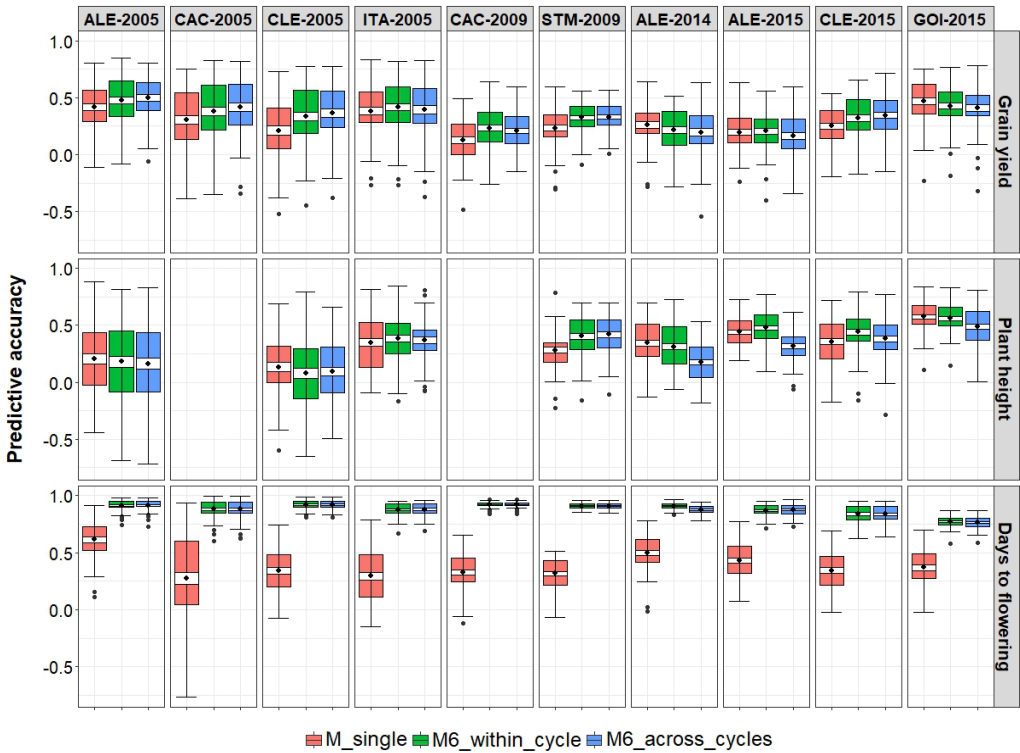 ALE-2005 CAC-2005 CLE-2005 ITA-2005 CAC-2009 STM-2009 ALE-2014 ALE-2015 CLE-2015 GOI-2015
1.0
0.5
0.0
-0.5
Grain yield
Predictive accuracy
1.0
0.5
0.0
-0.5
Plant height
1.0
0.5
0.0
-0.5
Days to flowering
M_single M6_within_cycle M6_across_cycles